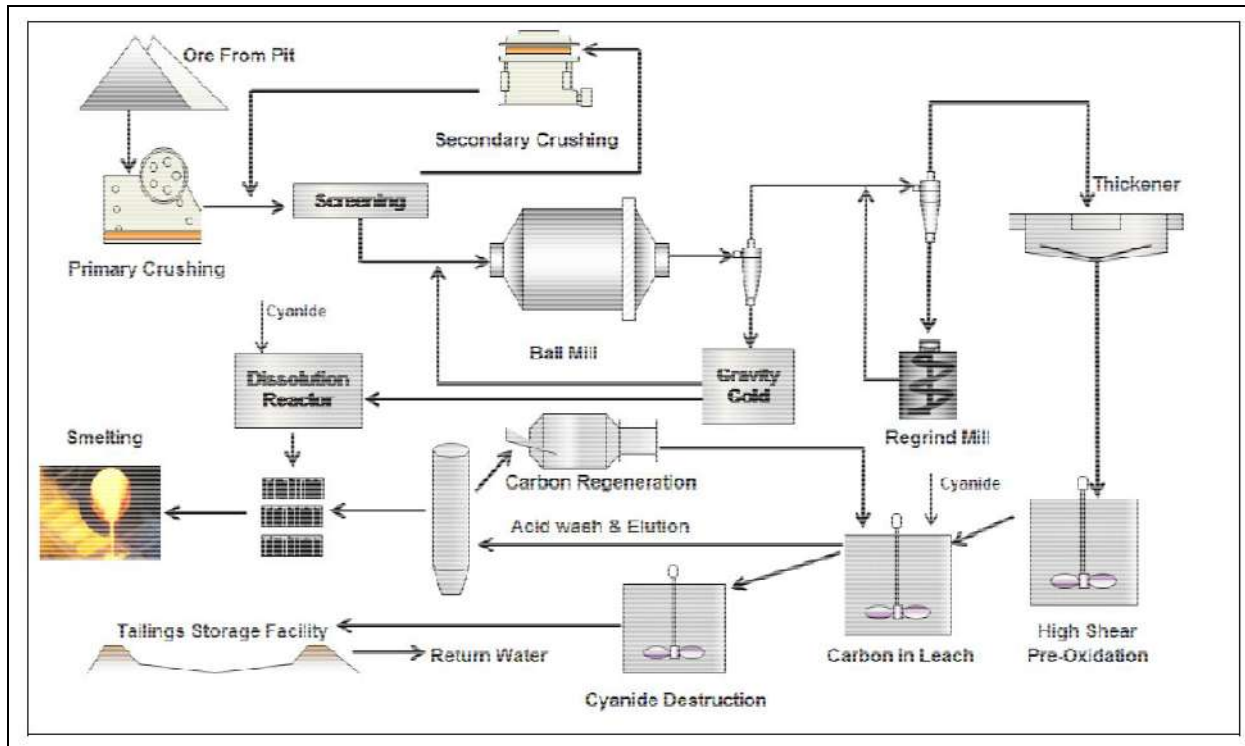 Ore From Pit
Secondary Crushing
Screening
Thickener
Primary Crushing
Cyanide
Ball Mill
Dissolution
Reactor
Gravity
Gold
Regrind Mill
Smelting
Carbon Regeneration
Cyanide
Acid wash & Elution
Tailings Storage Facility
Return Water
Carbon in Leach
High Shear
Pre-Oxidation
Cyanide Destruction